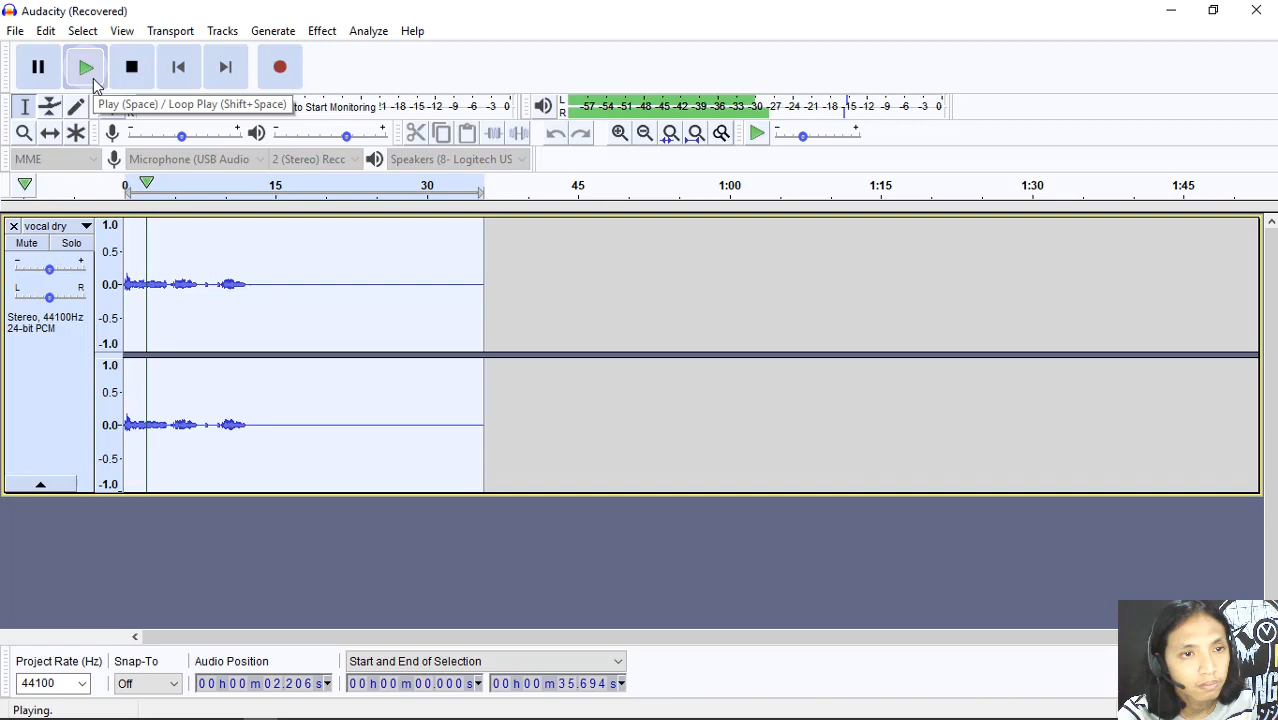 Audacity (Recovered)
File Edit Select View Transport Tracks Generate Effect Analyze Help
Play (Space) / Loop Play (Shift+Space)
to Start Monitoring -18 -15 -12 -9 -6 -3 0
-57 -54 -51 -48 -45 -42 -39 -36 -33 -30 -27 -24 -21 -18 -15 -12 -9 -6 -3 0
R
L
R
MME Microphone (USB Audio 2 (Stereo) Recc Speakers (8- Logitech US
0 15 30 45 1:00 1:15 1:30 1:45
vocal dry
Mute Solo
- +
L R
Stereo, 44100Hz
24-bit PCM
1.0
0.5
0.0
-0.5
-1.0
1.0
0.5
0.0
-0.5
-1.0
Project Rate (Hz) Snap-To Audio Position Start and End of Selection
44100 Off 00 h 00 m 02.206 s 00 h 00 m 00.000 s 00 h 00 m 35.694 s
Playing.